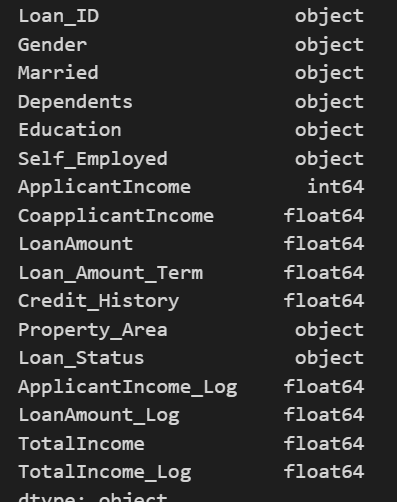 Loan_ID object
Gender object
Married object
Dependents object
Education object
Self_Employed object
ApplicantIncome int64
CoapplicantIncome float64
LoanAmount float64
Loan_Amount_Term float64
Credit_History float64
Property_Area object
Loan_Status object
ApplicantIncome_Log float64
LoanAmount_Log float64
TotalIncome float64
TotalIncome_Log float64
dtype: object